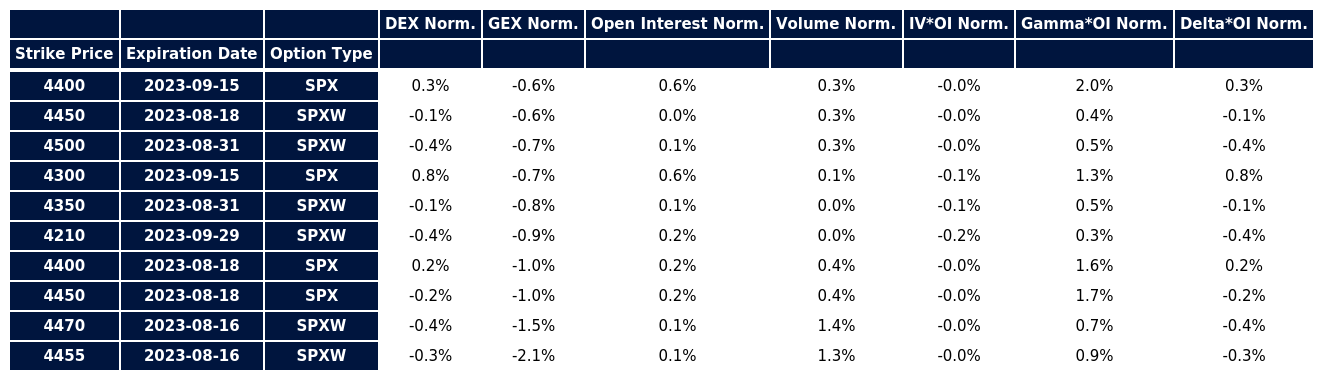 DEX Norm. GEX Norm. Open Interest Norm. Volume Norm. IV*OI Norm. Gamma*OI Norm. Delta*OI Norm.
Strike Price Expiration Date Option Type
4400 2023-09-15 SPX 0.3% -0.6% 0.6% 0.3% -0.0% 2.0% 0.3%
4450 2023-08-18 SPXW -0.1% -0.6% 0.0% 0.3% -0.0% 0.4% -0.1%
4500 2023-08-31 SPXW -0.4% -0.7% 0.1% 0.3% -0.0% 0.5% -0.4%
4300 2023-09-15 SPX 0.8% -0.7% 0.6% 0.1% -0.1% 1.3% 0.8%
4350 2023-08-31 SPXW -0.1% -0.8% 0.1% 0.0% -0.1% 0.5% -0.1%
4210 2023-09-29 SPXW -0.4% -0.9% 0.2% 0.0% -0.2% 0.3% -0.4%
4400 2023-08-18 SPX 0.2% -1.0% 0.2% 0.4% -0.0% 1.6% 0.2%
4450 2023-08-18 SPX -0.2% -1.0% 0.2% 0.4% -0.0% 1.7% -0.2%
4470 2023-08-16 SPXW -0.4% -1.5% 0.1% 1.4% -0.0% 0.7% -0.4%
4455 2023-08-16 SPXW -0.3% -2.1% 0.1% 1.3% -0.0% 0.9% -0.3%